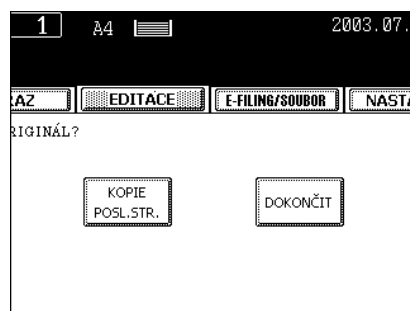 1 A4 2003.07.
AZ EDITACE E-FILING/SOUBOR NASTA
RIGINÁL?
KOPIE
POSL.STR.
DOKONČIT